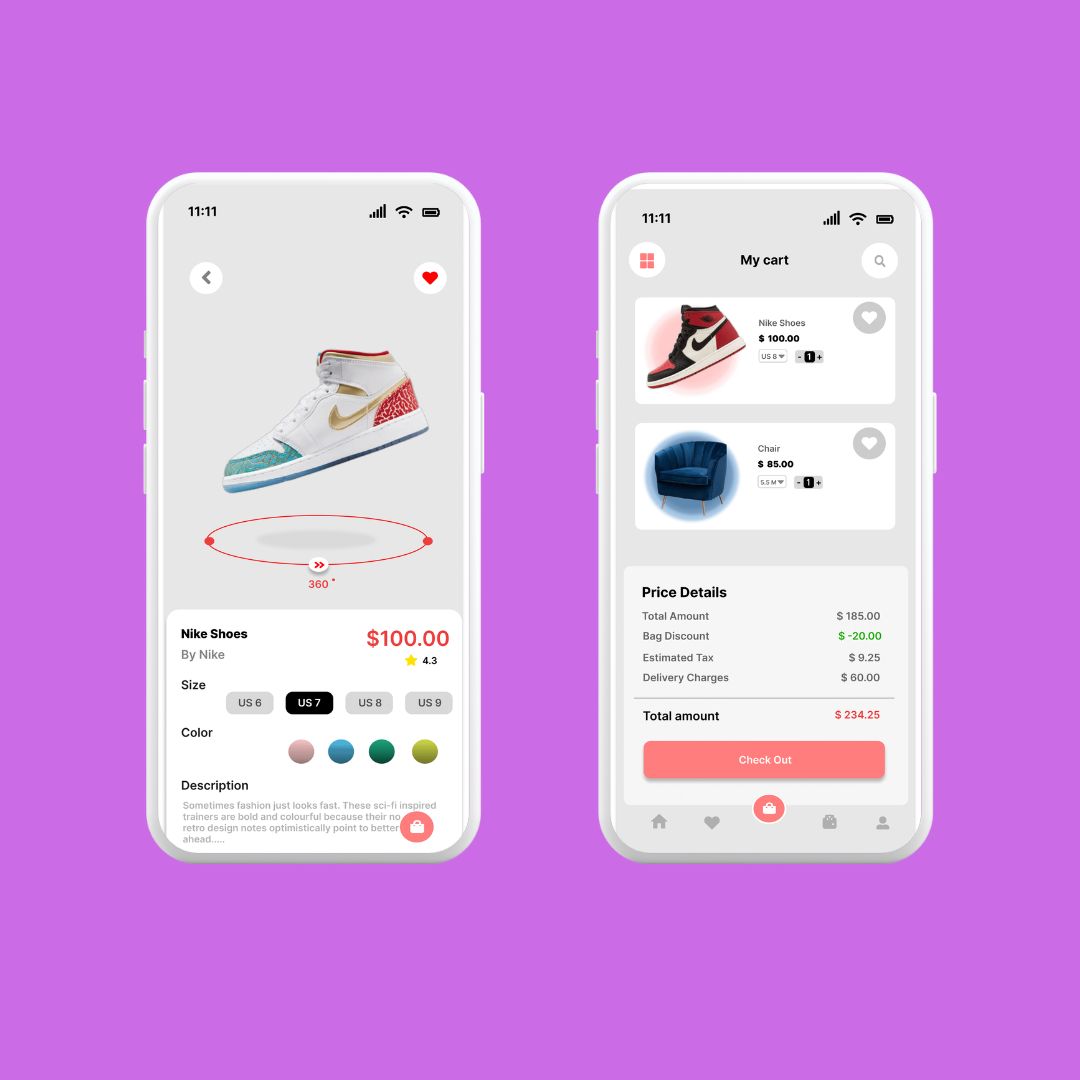 11:11
360 °
Nike Shoes
$100.00
By Nike
4.3
Size
US 6
US 7
US 8
US 9
Color
Description
Sometimes fashion just looks fast. These sci-fi inspired
trainers are bold and colourful because their no
retro design notes optimistically point to better
ahead.....
11:11
My cart
Nike Shoes
$ 100.00
US 8
- 1 +
Chair
$ 85.00
5.5 M
- 1 +
Price Details
Total Amount $ 185.00
Bag Discount $ -20.00
Estimated Tax $ 9.25
Delivery Charges $ 60.00
Total amount $ 234.25
Check Out